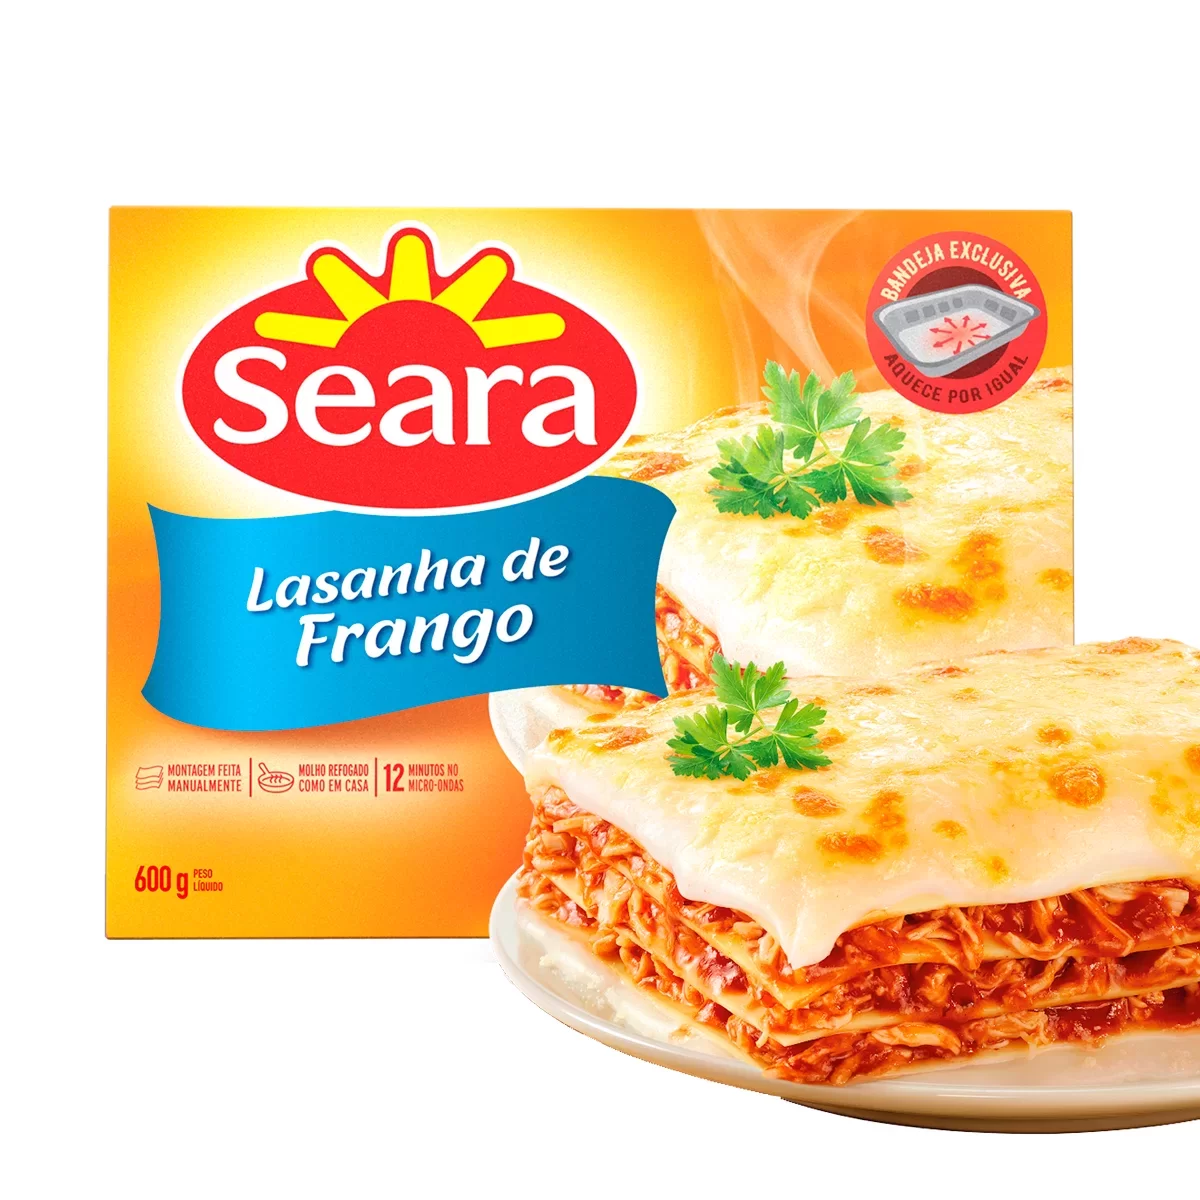 Seara
BANDEJA EXCLUSIVA
AQUECE POR IGUAL
Lasanha de
Frango
MONTAGEM FEITA
MANUALMENTE
MOLHO REFOGADO
COMO EM CASA
12 MINUTOS NO
MICRO-ONDAS
600 g PESO
LÍQUIDO